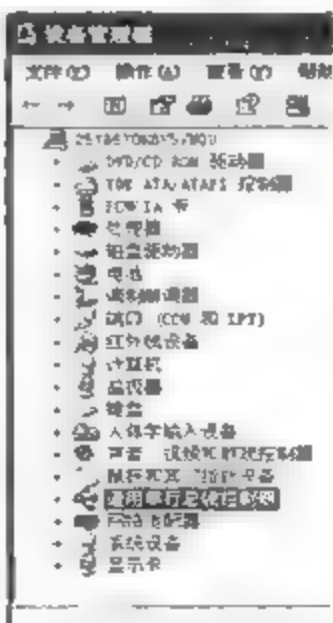 设备管理器
文件(F) 操作(A) 查看(V) 帮助
DVD/CD-ROM 驱动器
IDE ATA/ATAPI 控制器
PCMCIA 卡
处理器
磁盘驱动器
电池
调制解调器
端口 (COM 和 LPT)
红外线设备
计算机
监视器
键盘
人体学输入设备
声音、视频和游戏控制器
鼠标和其它指针设备
通用串行总线控制器
网络适配器
系统设备
显示卡